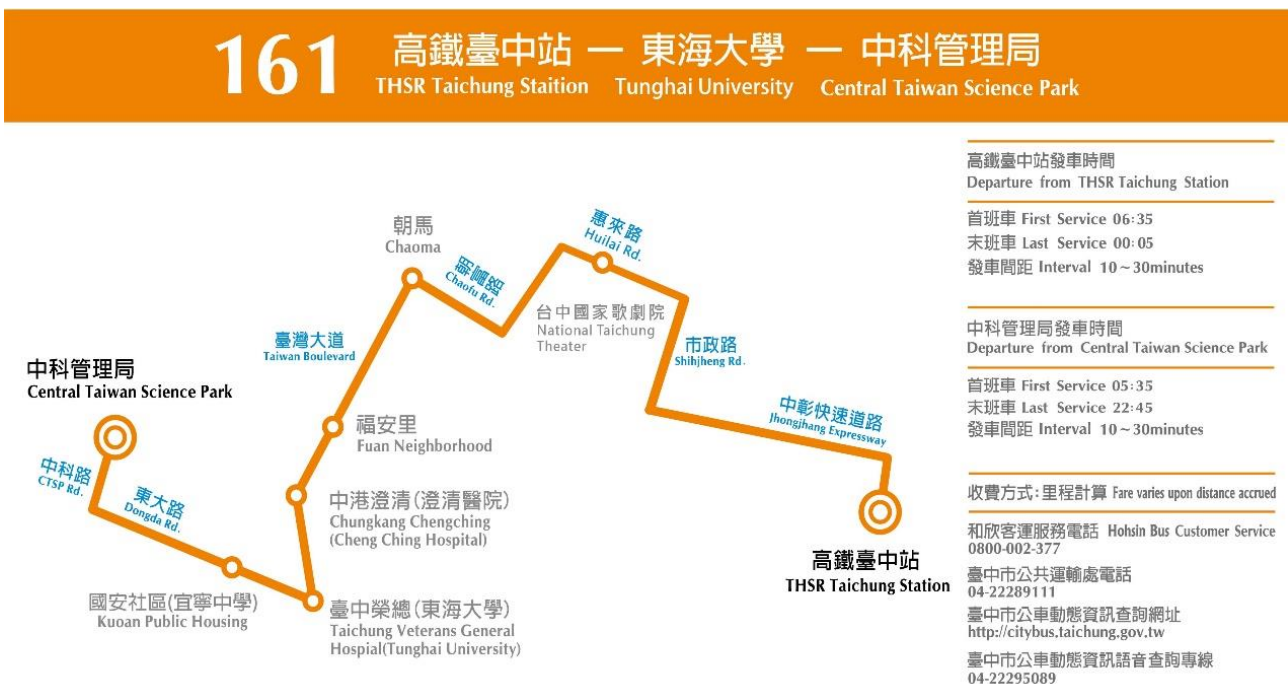 161
高鐵臺中站 — 東海大學 — 中科管理局
THSR Taichung Staition Tunghai University Central Taiwan Science Park
高鐵臺中站發車時間
Departure from THSR Taichung Station
首班車 First Service 06:35
末班車 Last Service 00:05
發車間距 Interval 10~30minutes
中科管理局發車時間
Departure from Central Taiwan Science Park
首班車 First Service 05:35
末班車 Last Service 22:45
發車間距 Interval 10~30minutes
收費方式:里程計算 Fare varies upon distance accrued
和欣客運服務電話 Hohsin Bus Customer Service
0800-002-377
臺中市公共運輸處電話
04-22289111
臺中市公車動態資訊查詢網址
http://citybus.taichung.gov.tw
臺中市公車動態資訊語音查詢專線
04-22295089
中科管理局
Central Taiwan Science Park
中科路
CTSP Rd.
東大路
Dongda Rd.
國安社區(宜寧中學)
Kuoan Public Housing
臺中榮總(東海大學)
Taichung Veterans General
Hospial(Tunghai University)
中港澄清(澄清醫院)
Chungkang Chengching
(Cheng Ching Hospital)
福安里
Fuan Neighborhood
臺灣大道
Taiwan Boulevard
朝馬
Chaoma
朝富路
Chaofu Rd.
惠來路
Huilai Rd.
台中國家歌劇院
National Taichung
Theater
市政路
Shihjheng Rd.
中彰快速道路
Jhongjhang Expressway
高鐵臺中站
THSR Taichung Station